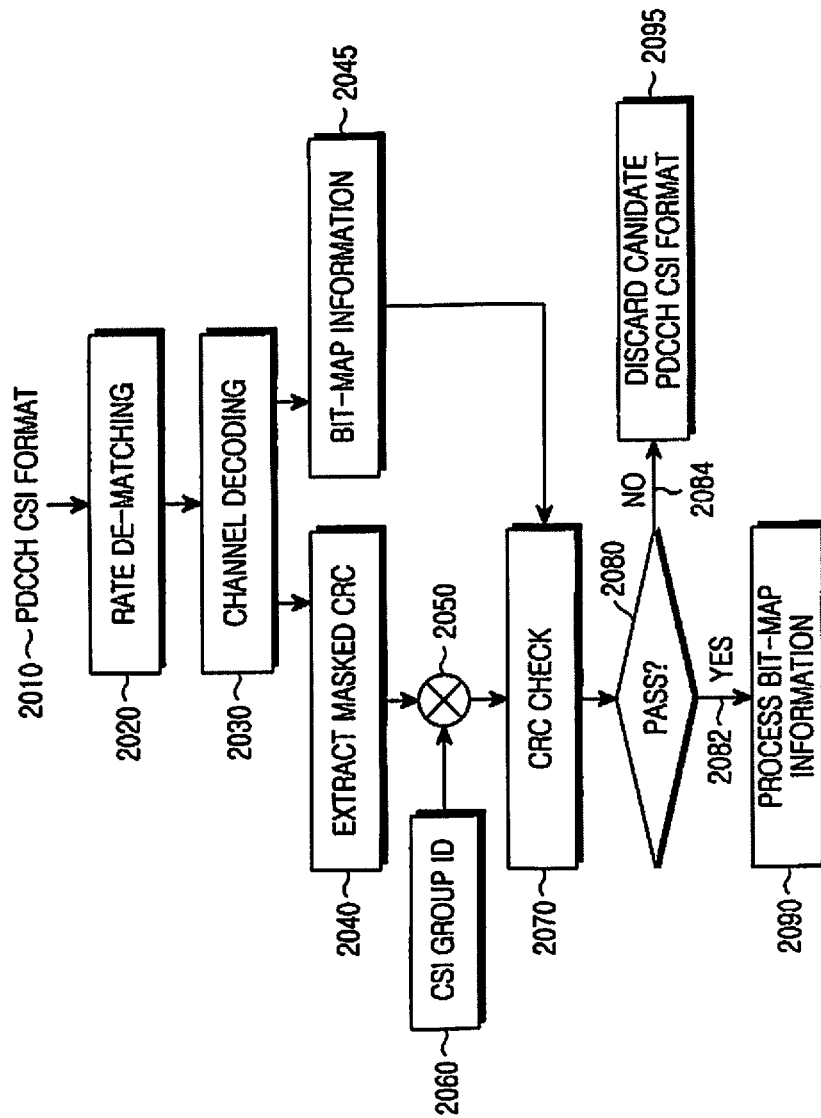 2010 PDCCH CSI FORMAT
RATE DE-MATCHING
2020
CHANNEL DECODING
2030
EXTRACT MASKED CRC
2040
BIT-MAP INFORMATION
2045
2050
CSI GROUP ID
2060
CRC CHECK
2070
PASS?
2080
NO
2084
DISCARD CANIDATE
PDCCH CSI FORMAT
2095
2082
YES
PROCESS BIT-MAP
INFORMATION
2090